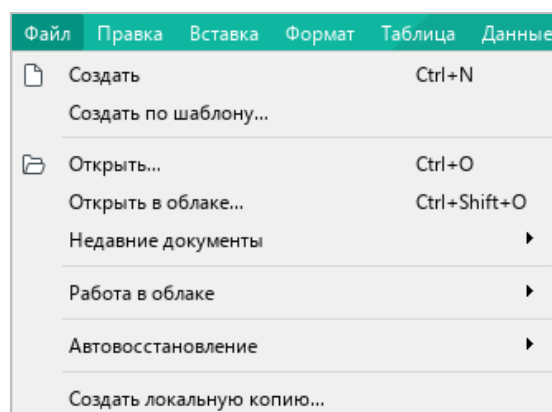 Файл Правка Вставка Формат Таблица Данные
Создать Ctrl+N
Создать по шаблону...
Открыть... Ctrl+O
Открыть в облаке... Ctrl+Shift+O
Недавние документы
Работа в облаке
Автовосстановление
Создать локальную копию...